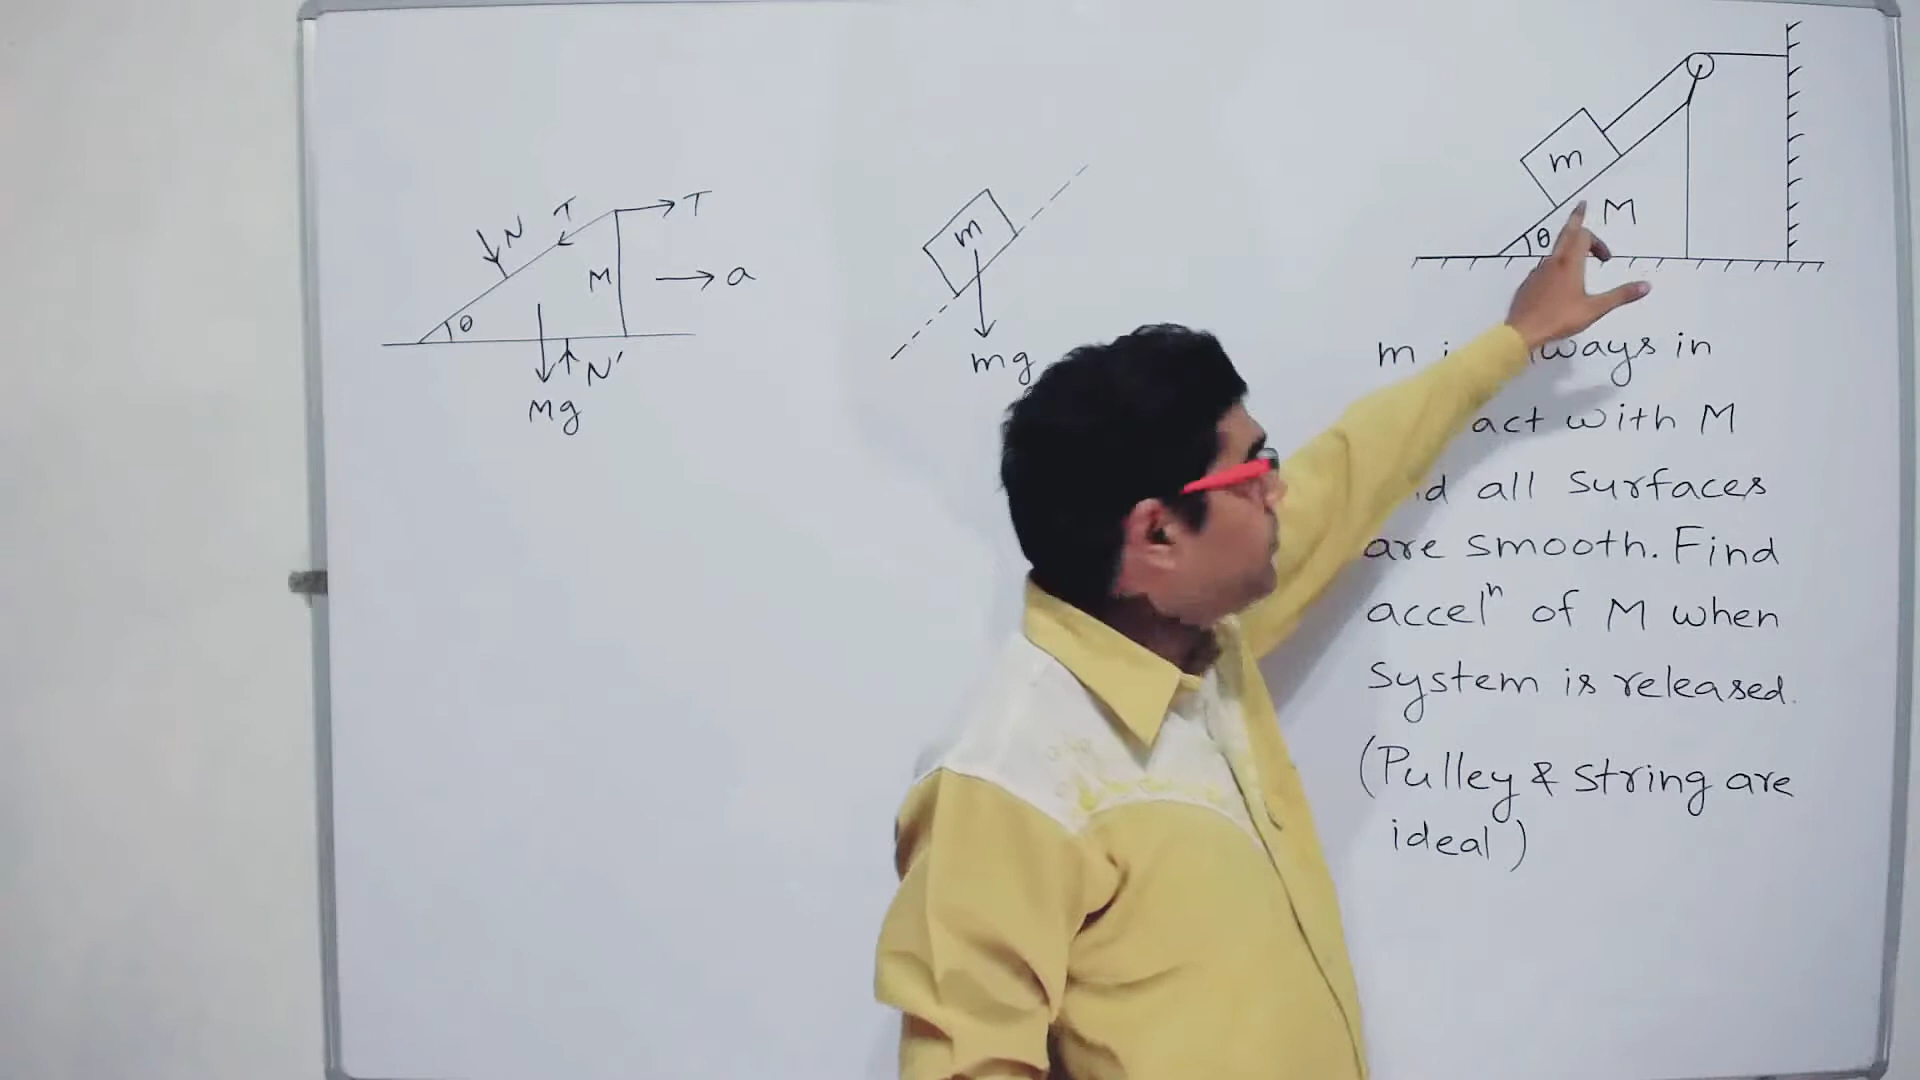 N
T
T
M
a
θ
N'
Mg
m
mg
m
M
θ
m ways in
act with M
d all surfaces
are smooth. Find
accelⁿ of M when
system is released.
(Pulley & string are
ideal)